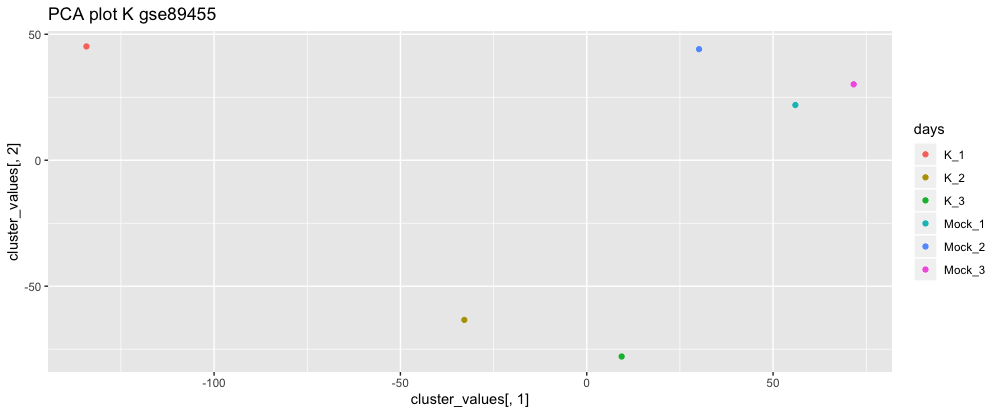 PCA plot K gse89455
50
0
-50
cluster_values[, 2]
-100
-50
0
50
cluster_values[, 1]
days
K_1
K_2
K_3
Mock_1
Mock_2
Mock_3